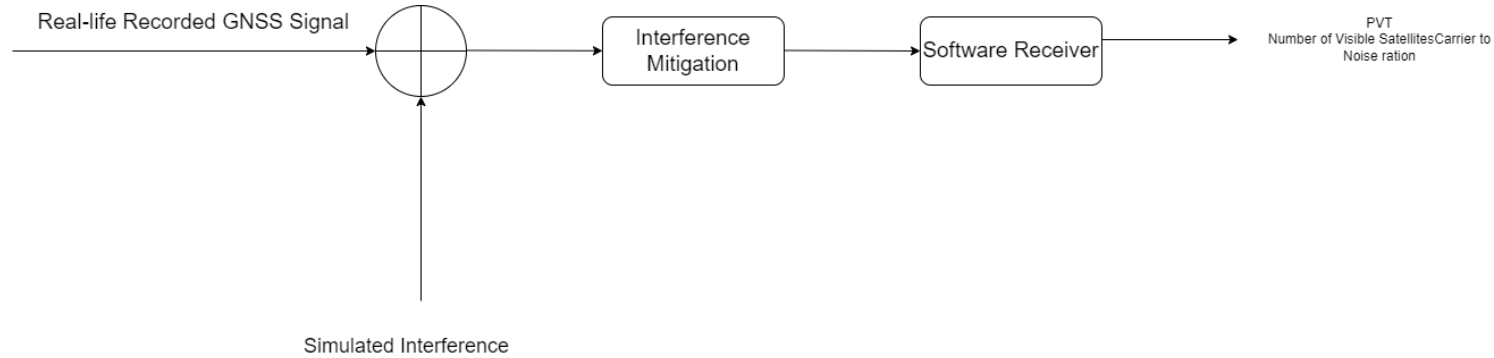 Real-life Recorded GNSS Signal
Interference
Mitigation
Software Receiver
PVT
Number of Visible SatellitesCarrier to
Noise ration
Simulated Interference